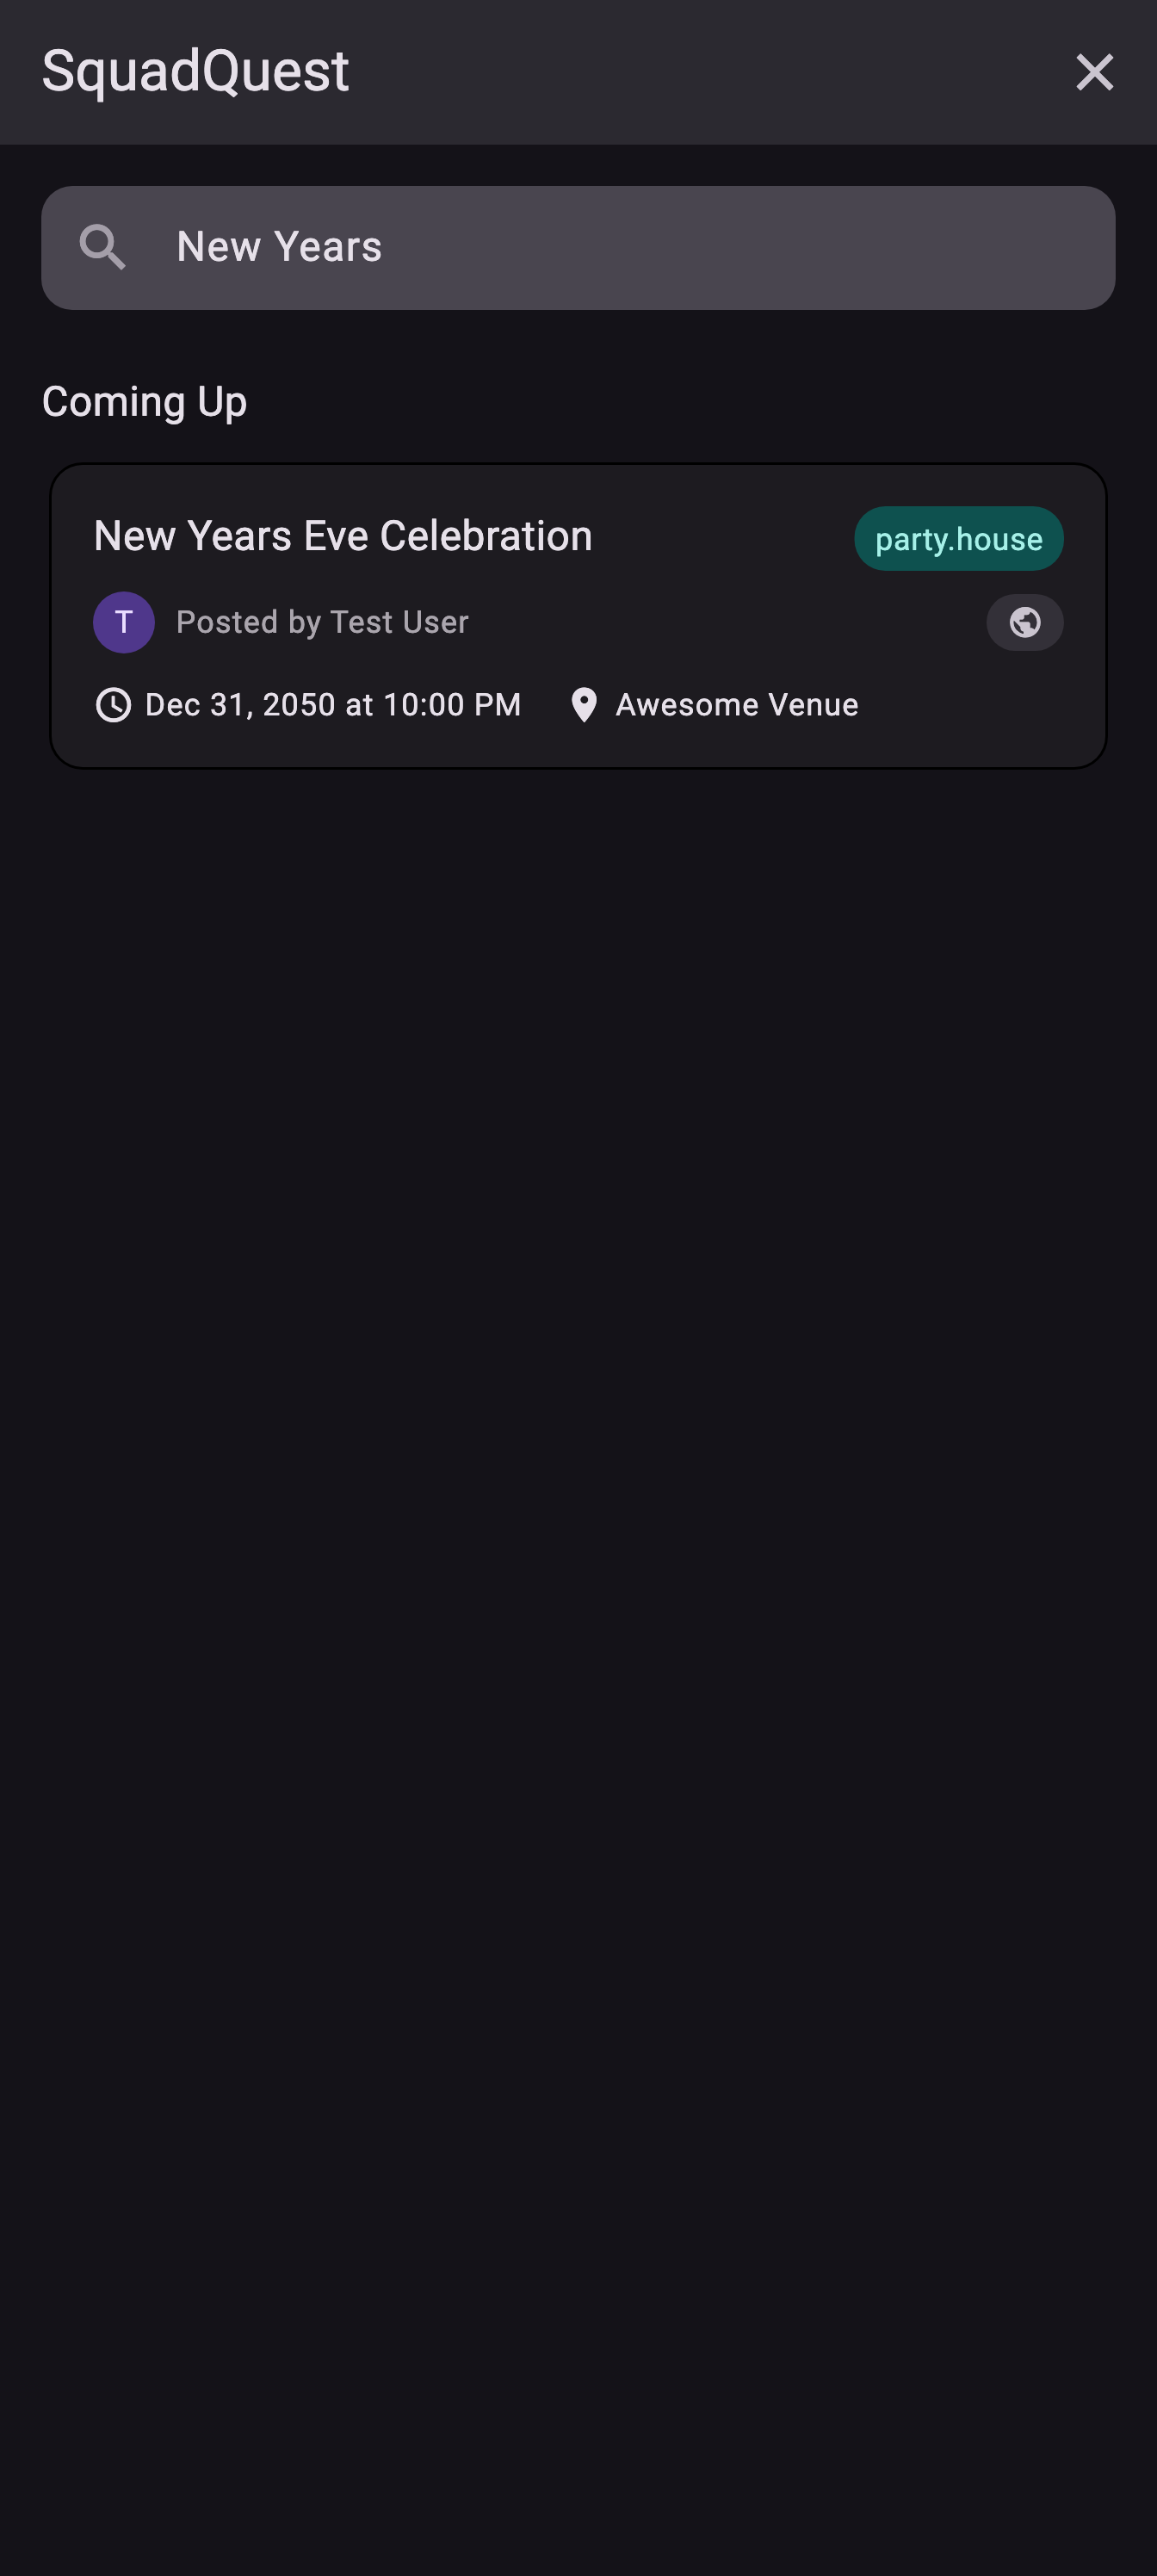 SquadQuest
New Years
Coming Up
New Years Eve Celebration
party.house
T
Posted by Test User
Dec 31, 2050 at 10:00 PM
Awesome Venue